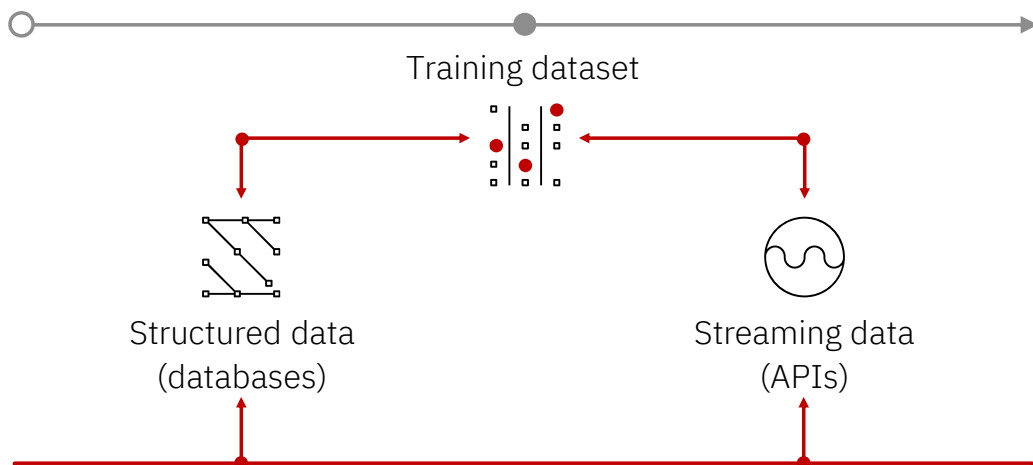 Training dataset
Structured data
(databases)
Streaming data
(APIs)